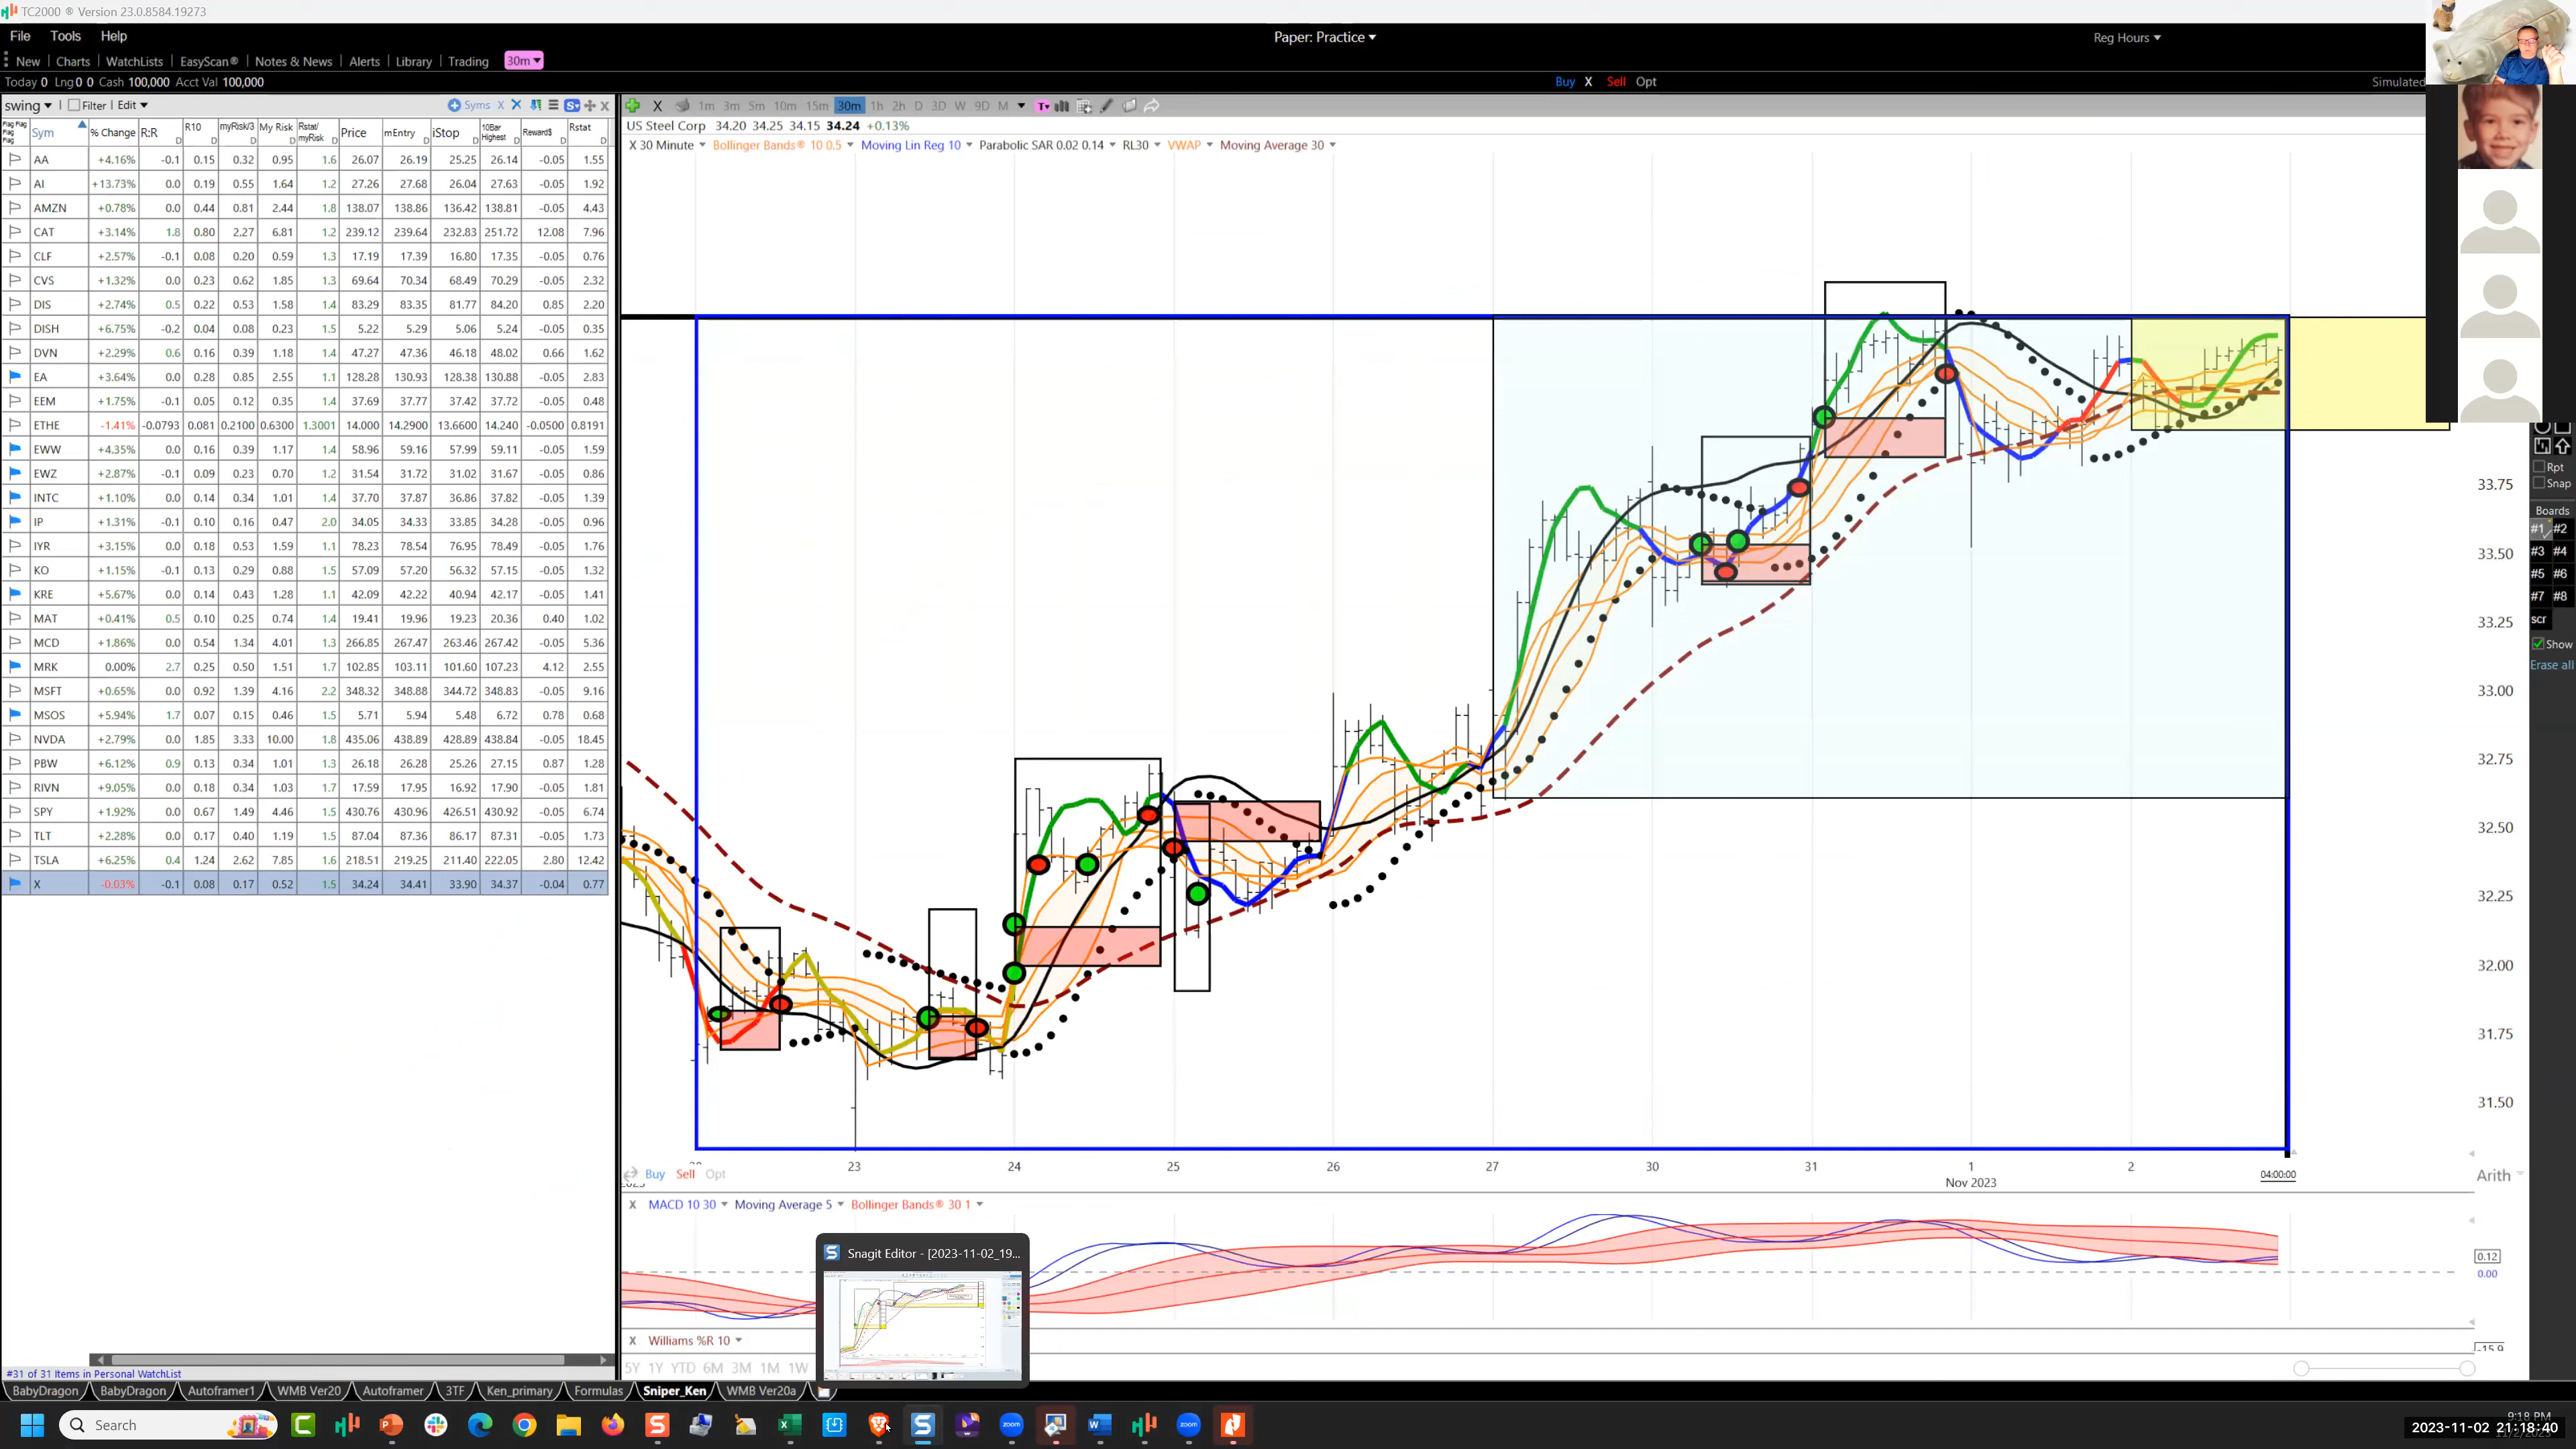 TC2000 ® Version 23.0.8584.19273
File Tools Help
Paper: Practice
Reg Hours
New Charts WatchLists EasyScan® Notes & News Alerts Library Trading 30m
Today 0 Lng 0 0 Cash 100,000 Acct Val 100,000
Buy X Sell Opt
Simulated
swing Filter Edit
Syms X
1m 3m 5m 10m 15m 30m 1h 2h D 3D W 9D M
Sym % Change R:R R10 myRisk/3 My Risk Rstat/myRisk Price mEntry iStop 10Bar Highest Reward$ Rstat
US Steel Corp 34.20 34.25 34.15 34.24 +0.13%
X 30 Minute Bollinger Bands® 10 0.5 Moving Lin Reg 10 Parabolic SAR 0.02 0.14 RL30 VWAP Moving Average 30
AA +4.16% -0.1 0.15 0.32 0.95 1.6 26.07 26.19 25.25 26.14 -0.05 1.55
AI +13.73% 0.0 0.19 0.55 1.64 1.2 27.26 27.68 26.04 27.63 -0.05 1.92
AMZN +0.78% 0.0 0.44 0.81 2.44 1.8 138.07 138.86 136.42 138.81 -0.05 4.43
CAT +3.14% 1.8 0.80 2.27 6.81 1.2 239.12 239.64 232.83 251.72 12.08 7.96
CLF +2.57% -0.1 0.08 0.20 0.59 1.3 17.19 17.39 16.80 17.35 -0.05 0.76
CVS +1.32% 0.0 0.23 0.62 1.85 1.3 69.64 70.34 68.49 70.29 -0.05 2.32
DIS +2.74% 0.5 0.22 0.53 1.58 1.4 83.29 83.35 81.77 84.20 0.85 2.20
DISH +6.75% -0.2 0.04 0.08 0.23 1.5 5.22 5.29 5.06 5.24 -0.05 0.35
DVN +2.29% 0.6 0.16 0.39 1.18 1.4 47.27 47.36 46.18 48.02 0.66 1.62
EA +3.64% 0.0 0.28 0.85 2.55 1.1 128.28 130.93 128.38 130.88 -0.05 2.83
EEM +1.75% -0.1 0.05 0.12 0.35 1.4 37.69 37.77 37.42 37.72 -0.05 0.48
ETHE -1.41% -0.0793 0.081 0.2100 0.6300 1.3001 14.000 14.2900 13.6600 14.240 -0.0500 0.8191
EWW +4.35% 0.0 0.16 0.39 1.17 1.4 58.96 59.16 57.99 59.11 -0.05 1.59
EWZ +2.87% -0.1 0.09 0.23 0.70 1.2 31.54 31.72 31.02 31.67 -0.05 0.86
INTC +1.10% 0.0 0.14 0.34 1.01 1.4 37.70 37.87 36.86 37.82 -0.05 1.39
IP +1.31% -0.1 0.10 0.16 0.47 2.0 34.05 34.33 33.85 34.28 -0.05 0.96
IYR +3.15% 0.0 0.18 0.53 1.59 1.1 78.23 78.54 76.95 78.49 -0.05 1.76
KO +1.15% -0.1 0.13 0.29 0.88 1.5 57.09 57.20 56.32 57.15 -0.05 1.32
KRE +5.67% 0.0 0.14 0.43 1.28 1.1 42.09 42.22 40.94 42.17 -0.05 1.41
MAT +0.41% 0.5 0.10 0.25 0.74 1.4 19.41 19.96 19.23 20.36 0.40 1.02
MCD +1.86% 0.0 0.54 1.34 4.01 1.3 266.85 267.47 263.46 267.42 -0.05 5.36
MRK 0.00% 2.7 0.25 0.50 1.51 1.7 102.85 103.11 101.60 107.23 4.12 2.55
MSFT +0.65% 0.0 0.92 1.39 4.16 2.2 348.32 348.88 344.72 348.83 -0.05 9.16
MSOS +5.94% 1.7 0.07 0.15 0.46 1.5 5.71 5.94 5.48 6.72 0.78 0.68
NVDA +2.79% 0.0 1.85 3.33 10.00 1.8 435.06 438.89 428.89 438.84 -0.05 18.45
PBW +6.12% 0.9 0.13 0.34 1.01 1.3 26.18 26.28 25.26 27.15 0.87 1.28
RIVN +9.05% 0.0 0.18 0.34 1.03 1.7 17.59 17.95 16.92 17.90 -0.05 1.81
SPY +1.92% 0.0 0.67 1.49 4.46 1.5 430.76 430.96 426.51 430.92 -0.05 6.74
TLT +2.28% 0.0 0.17 0.40 1.19 1.5 87.04 87.36 86.17 87.31 -0.05 1.73
TSLA +6.25% 0.4 1.24 2.62 7.85 1.6 218.51 219.25 211.40 222.05 2.80 12.42
X -0.03% -0.1 0.08 0.17 0.52 1.5 34.24 34.41 33.90 34.37 -0.04 0.77
33.75
33.50
33.25
33.00
32.75
32.50
32.25
32.00
31.75
31.50
Rpt
Snap
Boards
#1 #2
#3 #4
#5 #6
#7 #8
scr
Show
Erase all
23 24 25 26 27 30 31 1 2
Buy Sell Opt
Nov 2023
04:00:00
Arith
X MACD 10 30 Moving Average 5 Bollinger Bands® 30 1
Snagit Editor - [2023-11-02_19...
0.12
0.00
X Williams %R 10
-15.9
5Y 1Y YTD 6M 3M 1M 1W
#31 of 31 Items in Personal WatchList
BabyDragon BabyDragon Autoframer1 WMB Ver20 Autoframer 3TF Ken_primary Formulas Sniper_Ken WMB Ver20a
Search
zoom
zoom
9:18 PM
2023-11-02 21:18:40